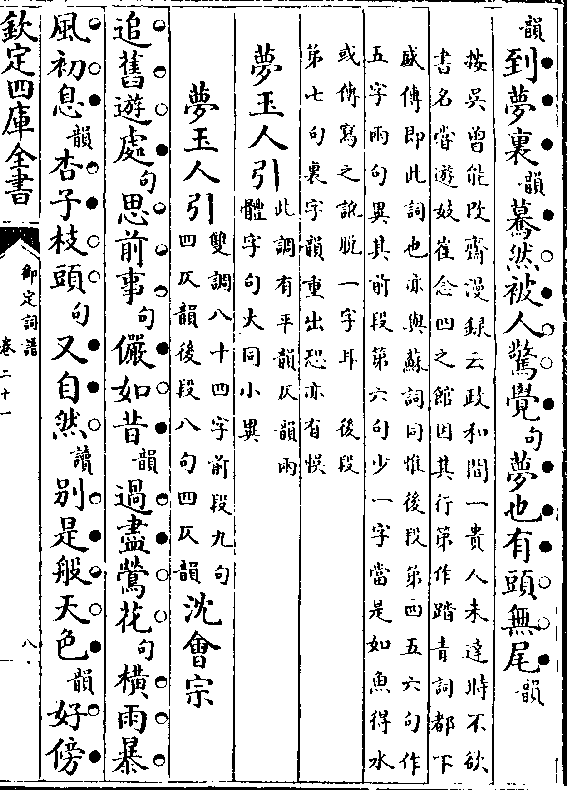 韻到夢裏韻驀然被人驚覺句夢也有頭無尾韻
按吳曾能改齋漫録云政和間一貴人未達時不欲
書名嘗遊妓崔念四之館因其行第作踏青詞都下
盛傳即此詞也亦與蘇詞同惟後段第四五六句作
五字兩句異其前段第六句少一字當是如魚得水
或傳寫之訛脱一字耳 後段
第七句裏字韻重出恐亦有悮
夢玉人引
此調有平韻仄韻兩
體字句大同小異
夢玉人引
雙調八十四字前段九句
四仄韻後段八句四仄韻
沈會宗
追舊遊處句思前事句儼如昔韻過盡鶯花句橫雨暴
風初息韻杏子枝頭句又自然讀别是般天色韻好傍
欽定四庫全書
御定詞譜
卷二十一
八